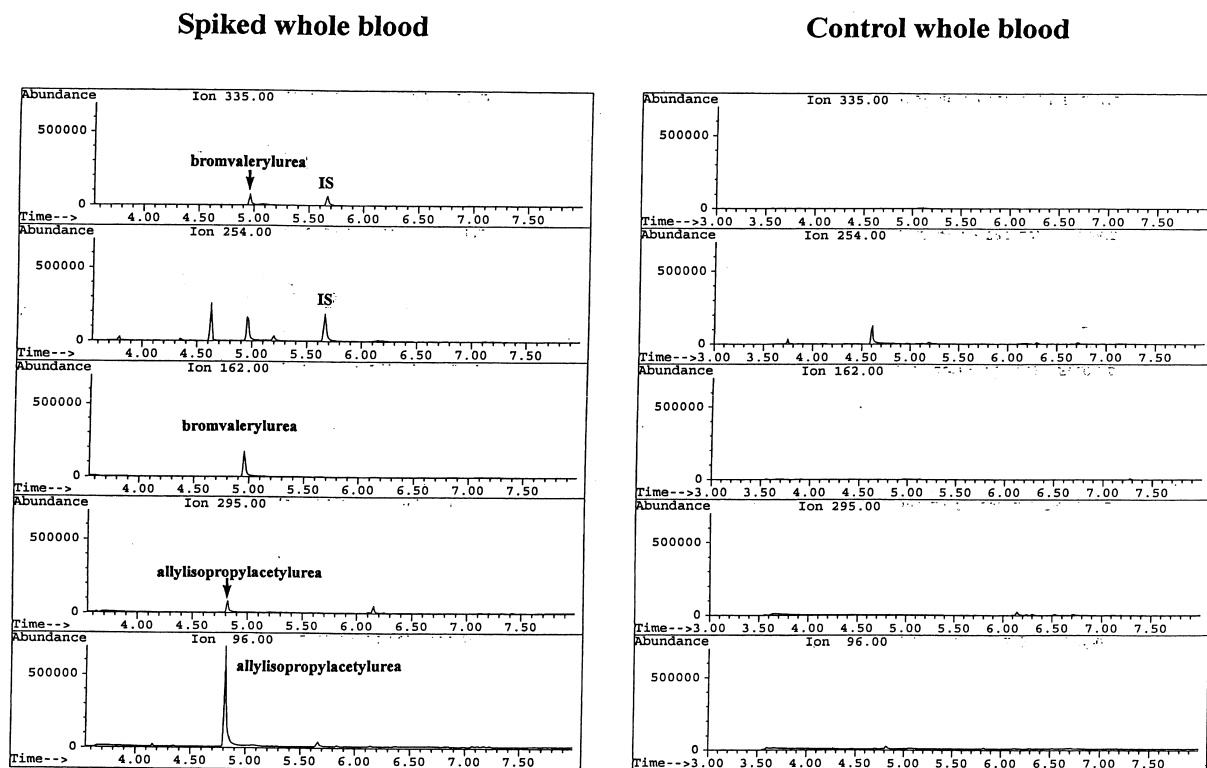 Spiked whole blood
Abundance Ion 335.00
500000
bromvalerylurea
IS
0
Time--> 4.00 4.50 5.00 5.50 6.00 6.50 7.00 7.50
Abundance Ion 254.00
500000
IS
0
Time--> 4.00 4.50 5.00 5.50 6.00 6.50 7.00 7.50
Abundance Ion 162.00
500000
bromvalerylurea
0
Time--> 4.00 4.50 5.00 5.50 6.00 6.50 7.00 7.50
Abundance Ion 295.00
500000
allylisopropylacetylurea
0
Time--> 4.00 4.50 5.00 5.50 6.00 6.50 7.00 7.50
Abundance Ion 96.00
500000
allylisopropylacetylurea
0
Time--> 4.00 4.50 5.00 5.50 6.00 6.50 7.00 7.50
Control whole blood
Abundance Ion 335.00
500000
0
Time-->3.00 3.50 4.00 4.50 5.00 5.50 6.00 6.50 7.00 7.50
Abundance Ion 254.00
500000
0
Time-->3.00 3.50 4.00 4.50 5.00 5.50 6.00 6.50 7.00 7.50
Abundance Ion 162.00
500000
0
Time-->3.00 3.50 4.00 4.50 5.00 5.50 6.00 6.50 7.00 7.50
Abundance Ion 295.00
500000
0
Time-->3.00 3.50 4.00 4.50 5.00 5.50 6.00 6.50 7.00 7.50
Abundance Ion 96.00
500000
0
Time-->3.00 3.50 4.00 4.50 5.00 5.50 6.00 6.50 7.00 7.50